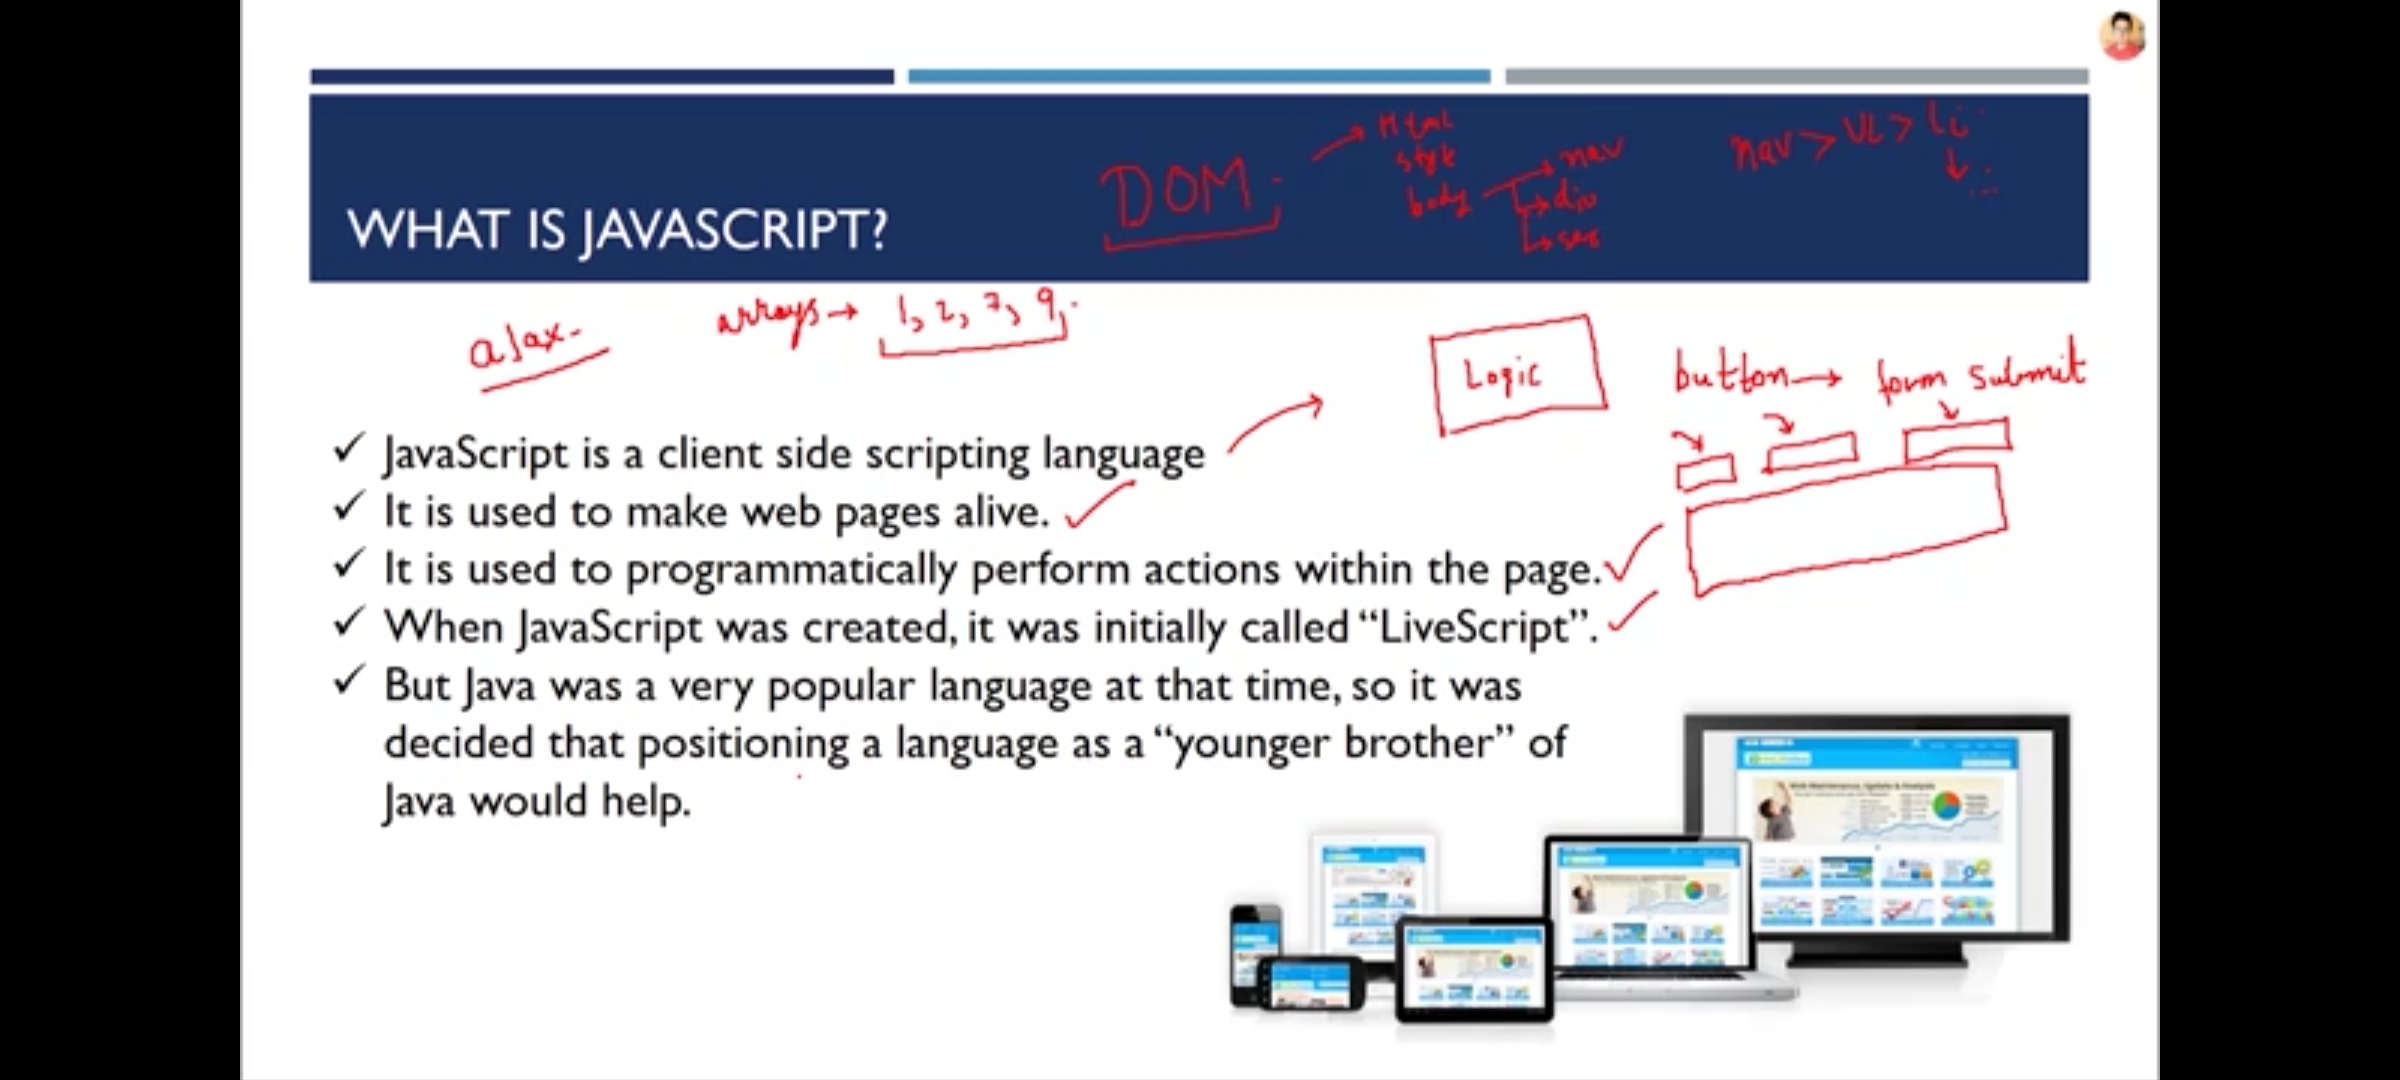 WHAT IS JAVASCRIPT?
DOM
Html
style
body
nav
div
nav > UL > li
ajax
arrays → 1, 2, 7, 9,
Logic
button → form submit
✓ JavaScript is a client side scripting language
✓ It is used to make web pages alive.
✓ It is used to programmatically perform actions within the page.
✓ When JavaScript was created, it was initially called “LiveScript”.
✓ But Java was a very popular language at that time, so it was
decided that positioning a language as a “younger brother” of
Java would help.